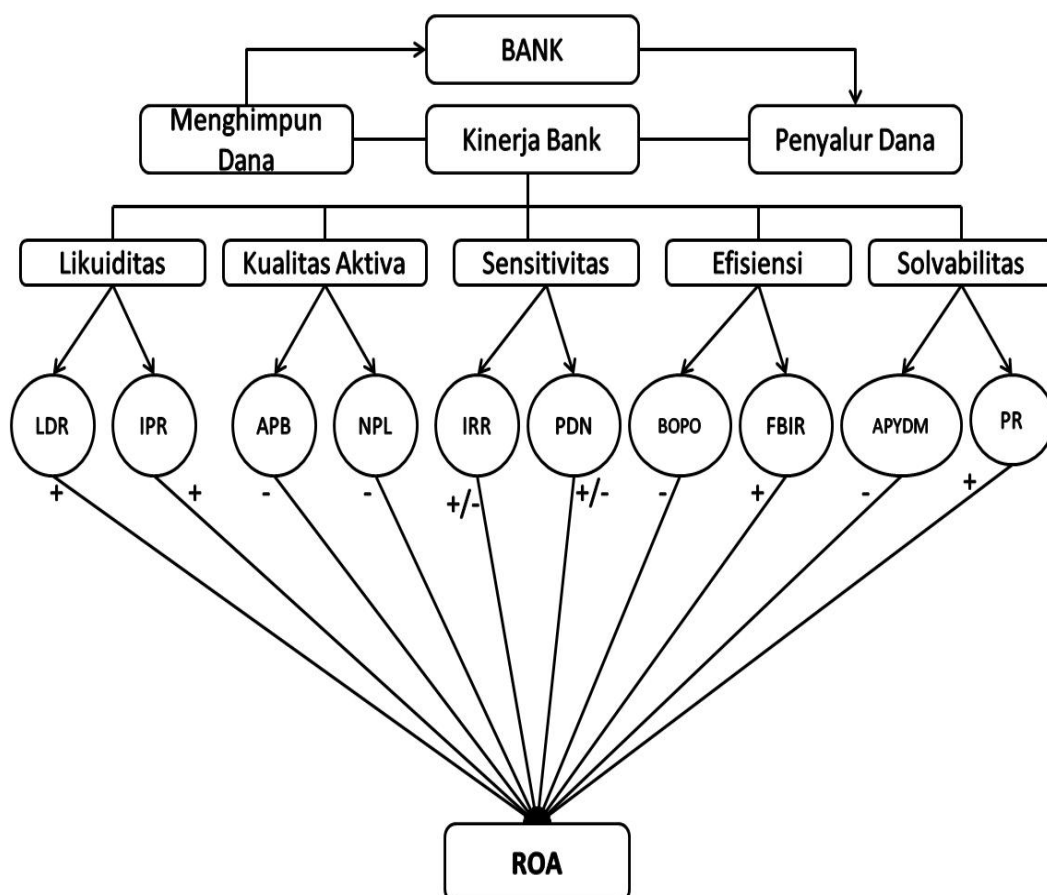 BANK
Menghimpun
Dana
Kinerja Bank
Penyalur Dana
Likuiditas
Kualitas Aktiva
Sensitivitas
Efisiensi
Solvabilitas
LDR
IPR
APB
NPL
IRR
PDN
BOPO
FBIR
APYDM
PR
+
+
-
-
+/-
+/-
-
+
-
+
ROA